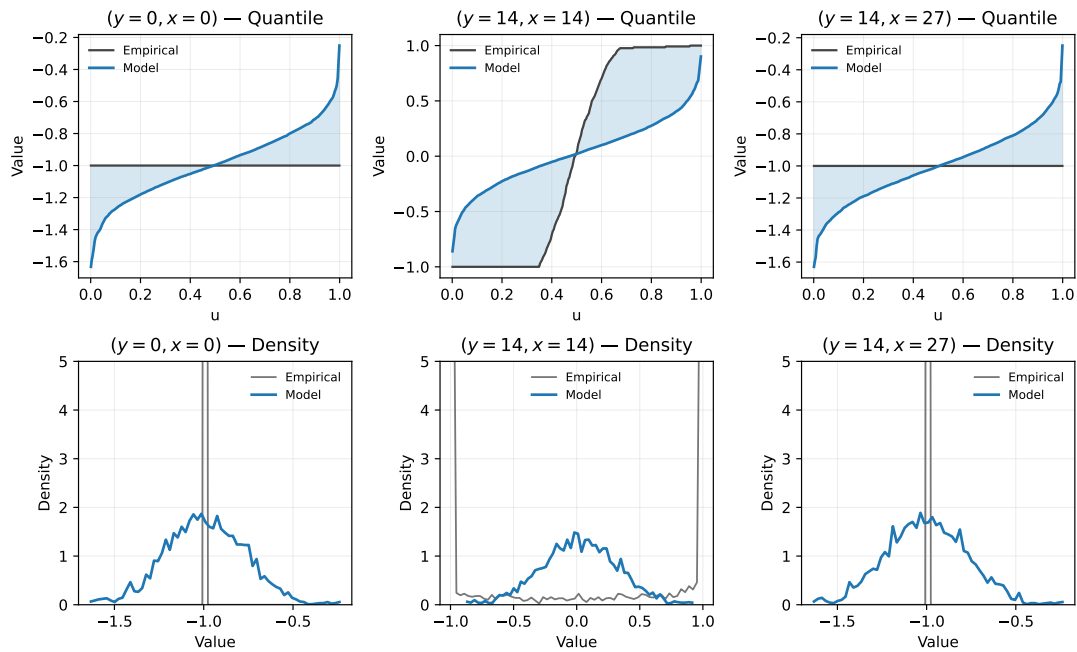 (y = 0, x = 0) — Quantile
Empirical
Model
Value
−0.2
−0.4
−0.6
−0.8
−1.0
−1.2
−1.4
−1.6
0.0 0.2 0.4 0.6 0.8 1.0
u
(y = 14, x = 14) — Quantile
Empirical
Model
Value
1.0
0.5
0.0
−0.5
−1.0
0.0 0.2 0.4 0.6 0.8 1.0
u
(y = 14, x = 27) — Quantile
Empirical
Model
Value
−0.2
−0.4
−0.6
−0.8
−1.0
−1.2
−1.4
−1.6
0.0 0.2 0.4 0.6 0.8 1.0
u
(y = 0, x = 0) — Density
Empirical
Model
Density
5
4
3
2
1
0
−1.5 −1.0 −0.5
Value
(y = 14, x = 14) — Density
Empirical
Model
Density
5
4
3
2
1
0
−1.0 −0.5 0.0 0.5 1.0
Value
(y = 14, x = 27) — Density
Empirical
Model
Density
5
4
3
2
1
0
−1.5 −1.0 −0.5
Value